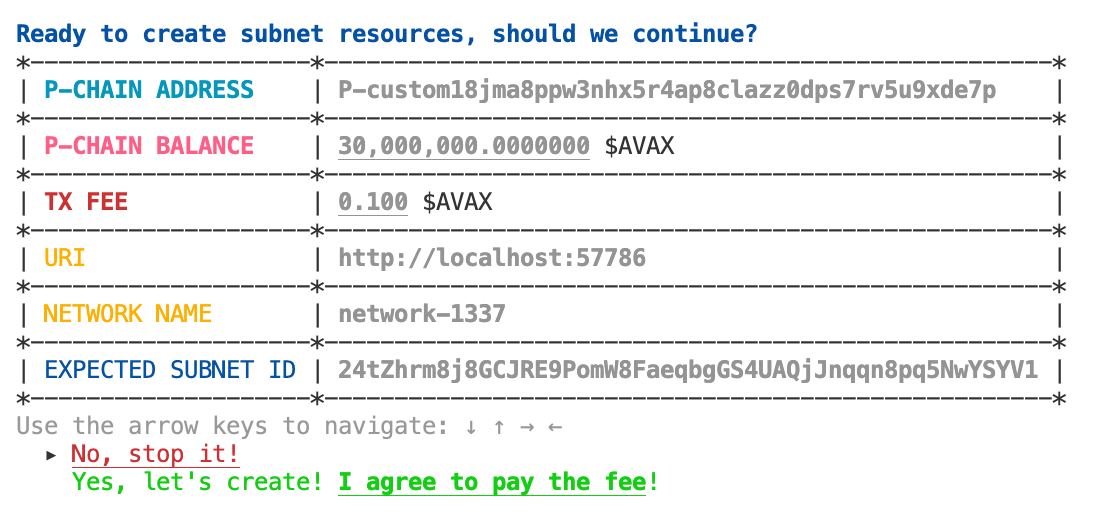 Ready to create subnet resources, should we continue?
*--------------------*----------------------------------------------------*
| P-CHAIN ADDRESS    | P-custom18jma8ppw3nhx5r4ap8clazz0dps7rv5u9xde7p    |
*--------------------*----------------------------------------------------*
| P-CHAIN BALANCE    | 30,000,000.0000000 $AVAX                           |
*--------------------*----------------------------------------------------*
| TX FEE             | 0.100 $AVAX                                        |
*--------------------*----------------------------------------------------*
| URI                | http://localhost:57786                             |
*--------------------*----------------------------------------------------*
| NETWORK NAME       | network-1337                                       |
*--------------------*----------------------------------------------------*
| EXPECTED SUBNET ID | 24tZhrm8j8GCJRE9PomW8FaeqbgGS4UAQjJnqqn8pq5NwYSYV1 |
*--------------------*----------------------------------------------------*
Use the arrow keys to navigate: ↓ ↑ → ←
  ▸ No, stop it!
    Yes, let's create! I agree to pay the fee!